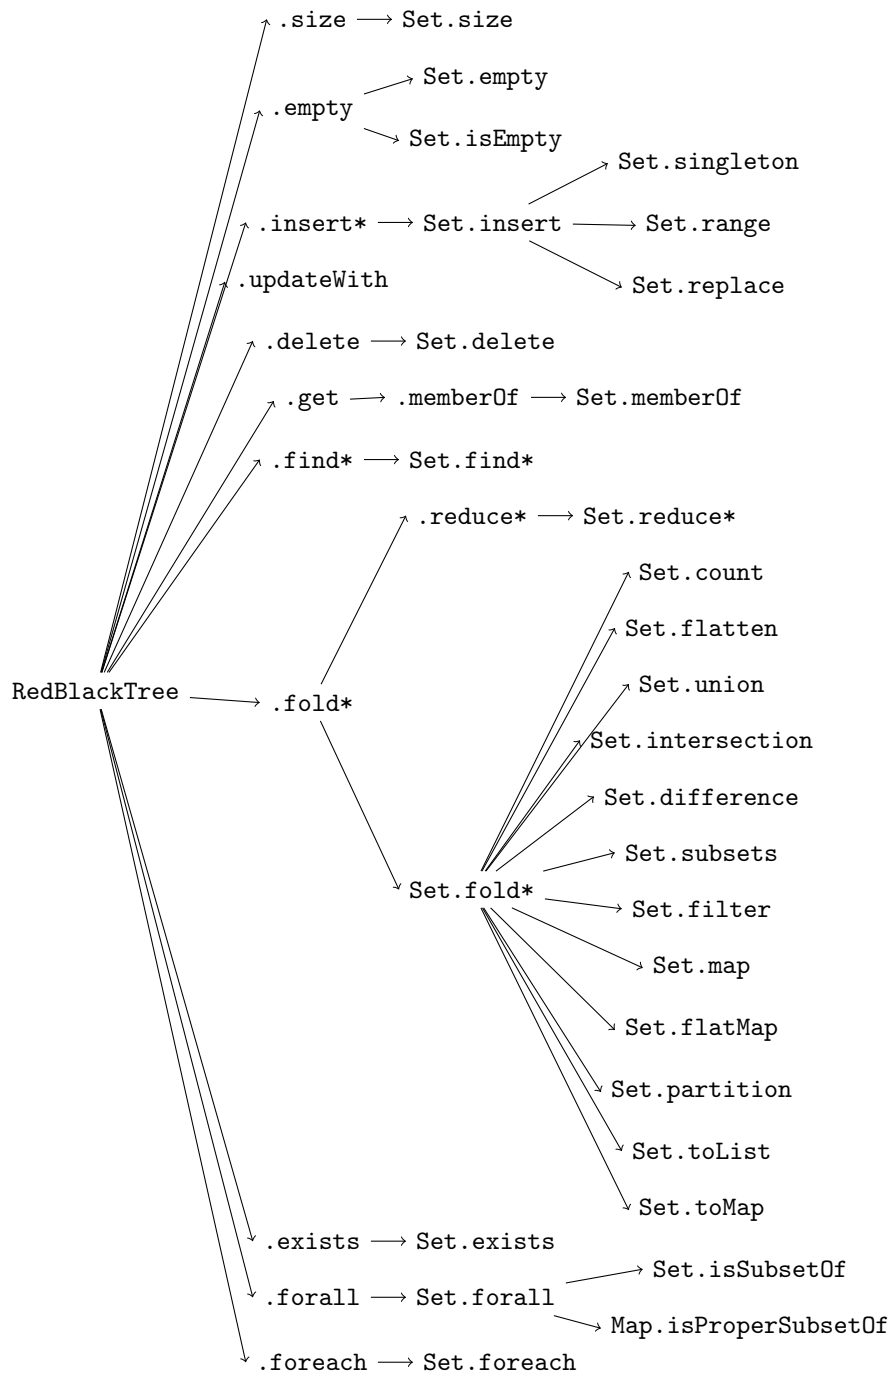 .size
Set.size
Set.empty
.empty
Set.isEmpty
Set.singleton
.insert*
Set.insert
Set.range
.updateWith
Set.replace
.delete
Set.delete
.get
.memberOf
Set.memberOf
.find*
Set.find*
.reduce*
Set.reduce*
Set.count
Set.flatten
Set.union
RedBlackTree
.fold*
Set.intersection
Set.difference
Set.subsets
Set.fold*
Set.filter
Set.map
Set.flatMap
Set.partition
Set.toList
Set.toMap
.exists
Set.exists
Set.isSubsetOf
.forall
Set.forall
Map.isProperSubsetOf
.foreach
Set.foreach